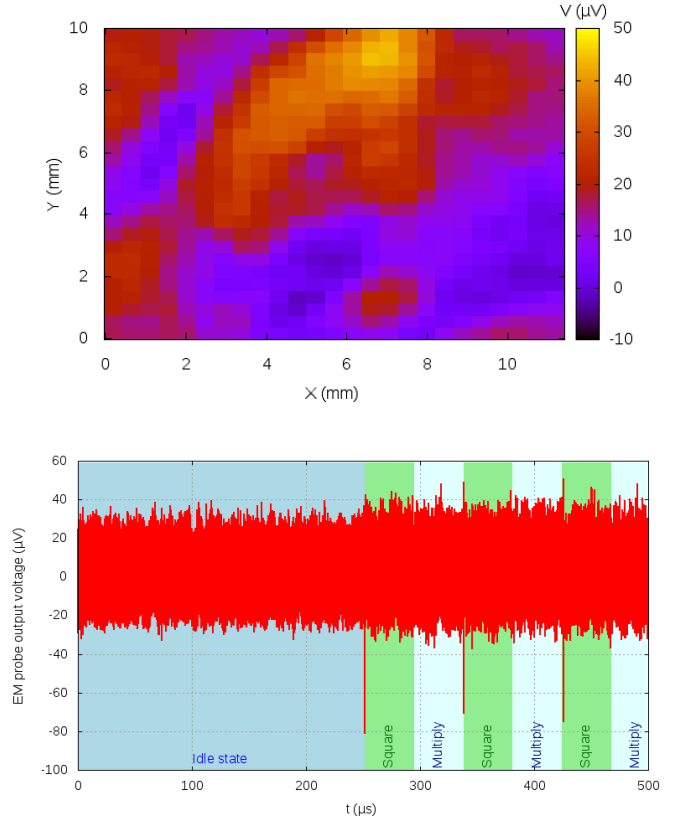 V (µV)
10
8
6
4
2
0
Y (mm)
0 2 4 6 8 10
X (mm)
50
40
30
20
10
0
-10
60
40
20
0
-20
-40
-60
-80
-100
EM probe output voltage (µV)
Idle state
Square
Multiply
Square
Multiply
Square
Multiply
0 100 200 300 400 500
t (µs)